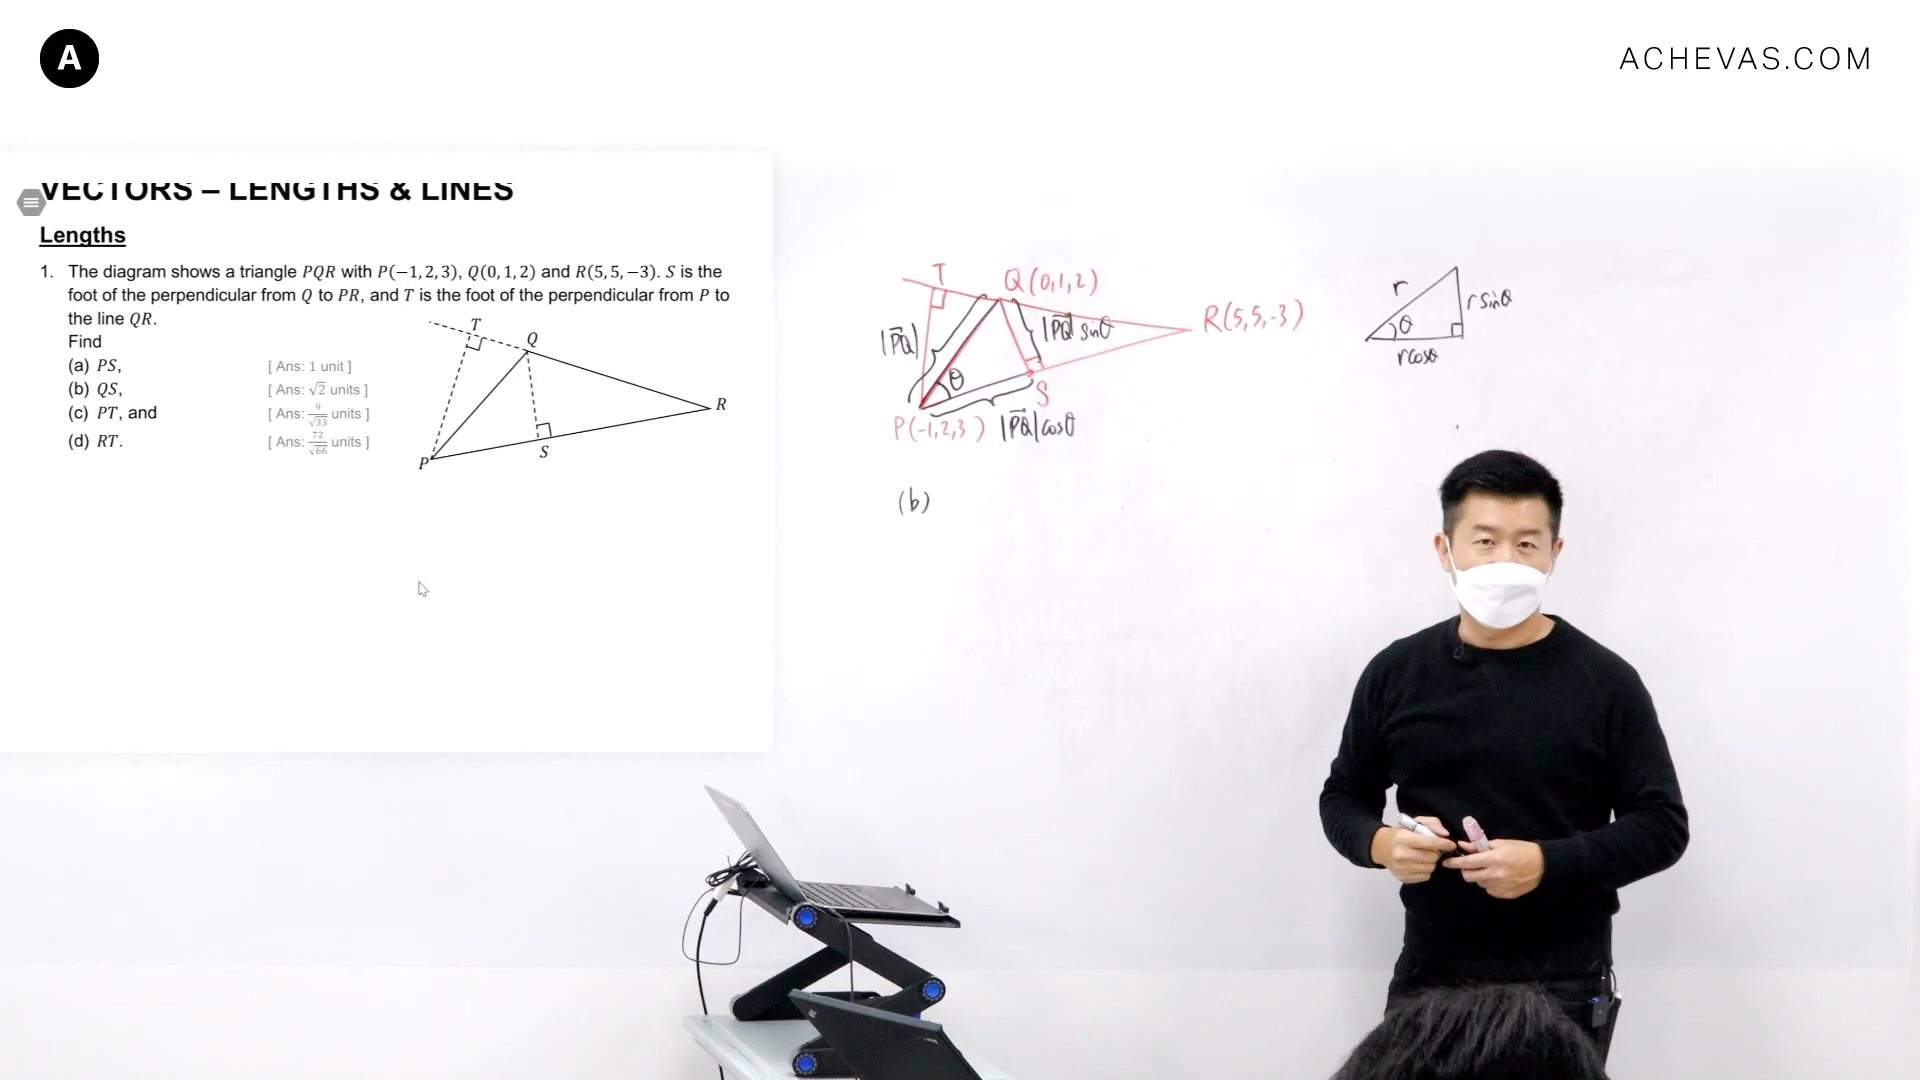 A
ACHEVAS.COM
VECTORS – LENGTHS & LINES
Lengths
1. The diagram shows a triangle PQR with P(−1, 2, 3), Q(0, 1, 2) and R(5, 5, −3). S is the
foot of the perpendicular from Q to PR, and T is the foot of the perpendicular from P to
the line QR.
Find
(a) PS, [ Ans: 1 unit ]
(b) QS, [ Ans: √2 units ]
(c) PT, and [ Ans: 9/√33 units ]
(d) RT. [ Ans: 72/√66 units ]
T
Q
R
S
P
T
Q(0,1,2)
R(5,5,-3)
|PQ⃗|
|PQ⃗| sinθ
θ
S
P(-1,2,3)
|PQ⃗|cosθ
(b)
r
r sinθ
θ
rcosθ